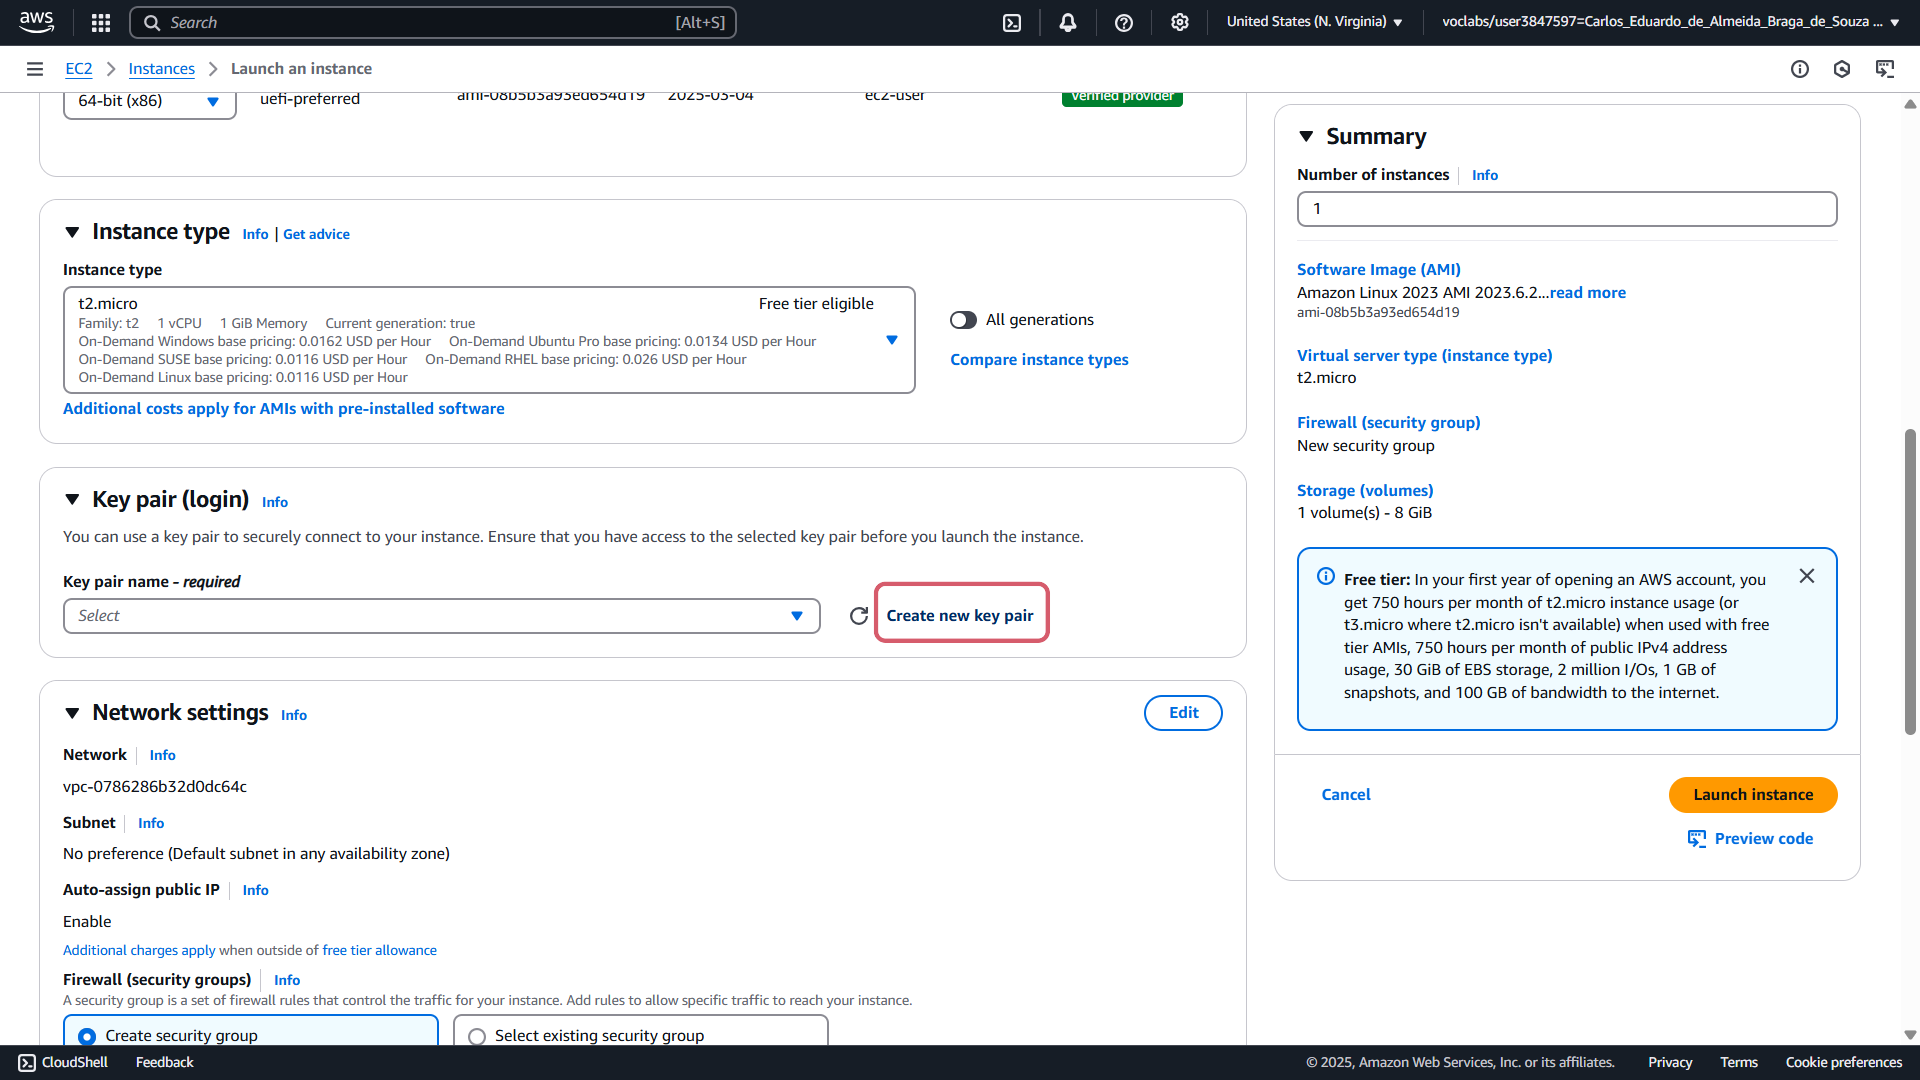 aws
Search
[Alt+S]
United States (N. Virginia)
voclabs/user3847597=Carlos_Eduardo_de_Almeida_Braga_de_Souza ...
EC2
Instances
Launch an instance
64-bit (x86)
uefi-preferred
ami-08b5b3a93ed654d19
2025-03-04
ec2-user
Verified provider
Instance type
Info | Get advice
Instance type
t2.micro
Free tier eligible
Family: t2 1 vCPU 1 GiB Memory Current generation: true
On-Demand Windows base pricing: 0.0162 USD per Hour On-Demand Ubuntu Pro base pricing: 0.0134 USD per Hour
On-Demand SUSE base pricing: 0.0116 USD per Hour On-Demand RHEL base pricing: 0.026 USD per Hour
On-Demand Linux base pricing: 0.0116 USD per Hour
All generations
Compare instance types
Additional costs apply for AMIs with pre-installed software
Key pair (login)
Info
You can use a key pair to securely connect to your instance. Ensure that you have access to the selected key pair before you launch the instance.
Key pair name - required
Select
Create new key pair
Network settings
Info
Edit
Network
Info
vpc-0786286b32d0dc64c
Subnet
Info
No preference (Default subnet in any availability zone)
Auto-assign public IP
Info
Enable
Additional charges apply when outside of free tier allowance
Firewall (security groups)
Info
A security group is a set of firewall rules that control the traffic for your instance. Add rules to allow specific traffic to reach your instance.
Create security group
Select existing security group
Summary
Number of instances
Info
1
Software Image (AMI)
Amazon Linux 2023 AMI 2023.6.2...read more
ami-08b5b3a93ed654d19
Virtual server type (instance type)
t2.micro
Firewall (security group)
New security group
Storage (volumes)
1 volume(s) - 8 GiB
Free tier: In your first year of opening an AWS account, you
get 750 hours per month of t2.micro instance usage (or
t3.micro where t2.micro isn't available) when used with free
tier AMIs, 750 hours per month of public IPv4 address
usage, 30 GiB of EBS storage, 2 million I/Os, 1 GB of
snapshots, and 100 GB of bandwidth to the internet.
Cancel
Launch instance
Preview code
CloudShell
Feedback
© 2025, Amazon Web Services, Inc. or its affiliates.
Privacy
Terms
Cookie preferences